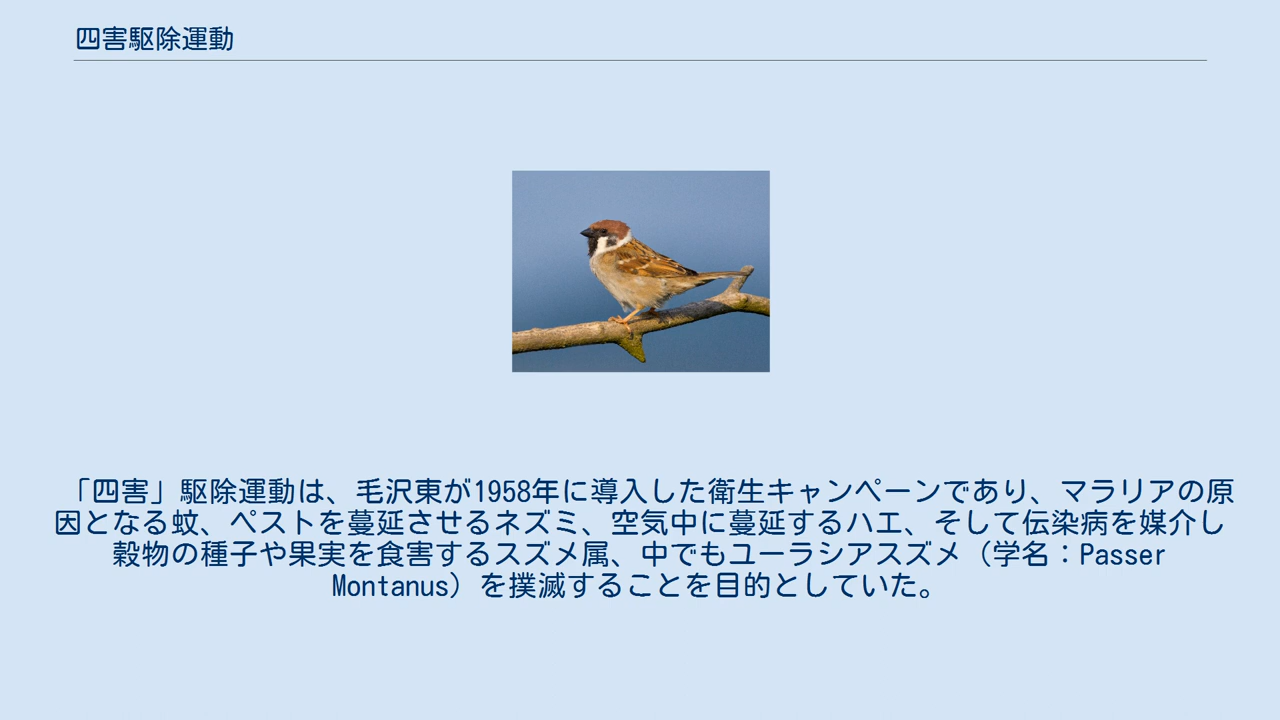 四害駆除運動
「四害」駆除運動は、毛沢東が1958年に導入した衛生キャンペーンであり、マラリアの原
因となる蚊、ペストを蔓延させるネズミ、空気中に蔓延するハエ、そして伝染病を媒介し
穀物の種子や果実を食害するスズメ属、中でもユーラシアスズメ（学名：Passer
Montanus）を撲滅することを目的としていた。